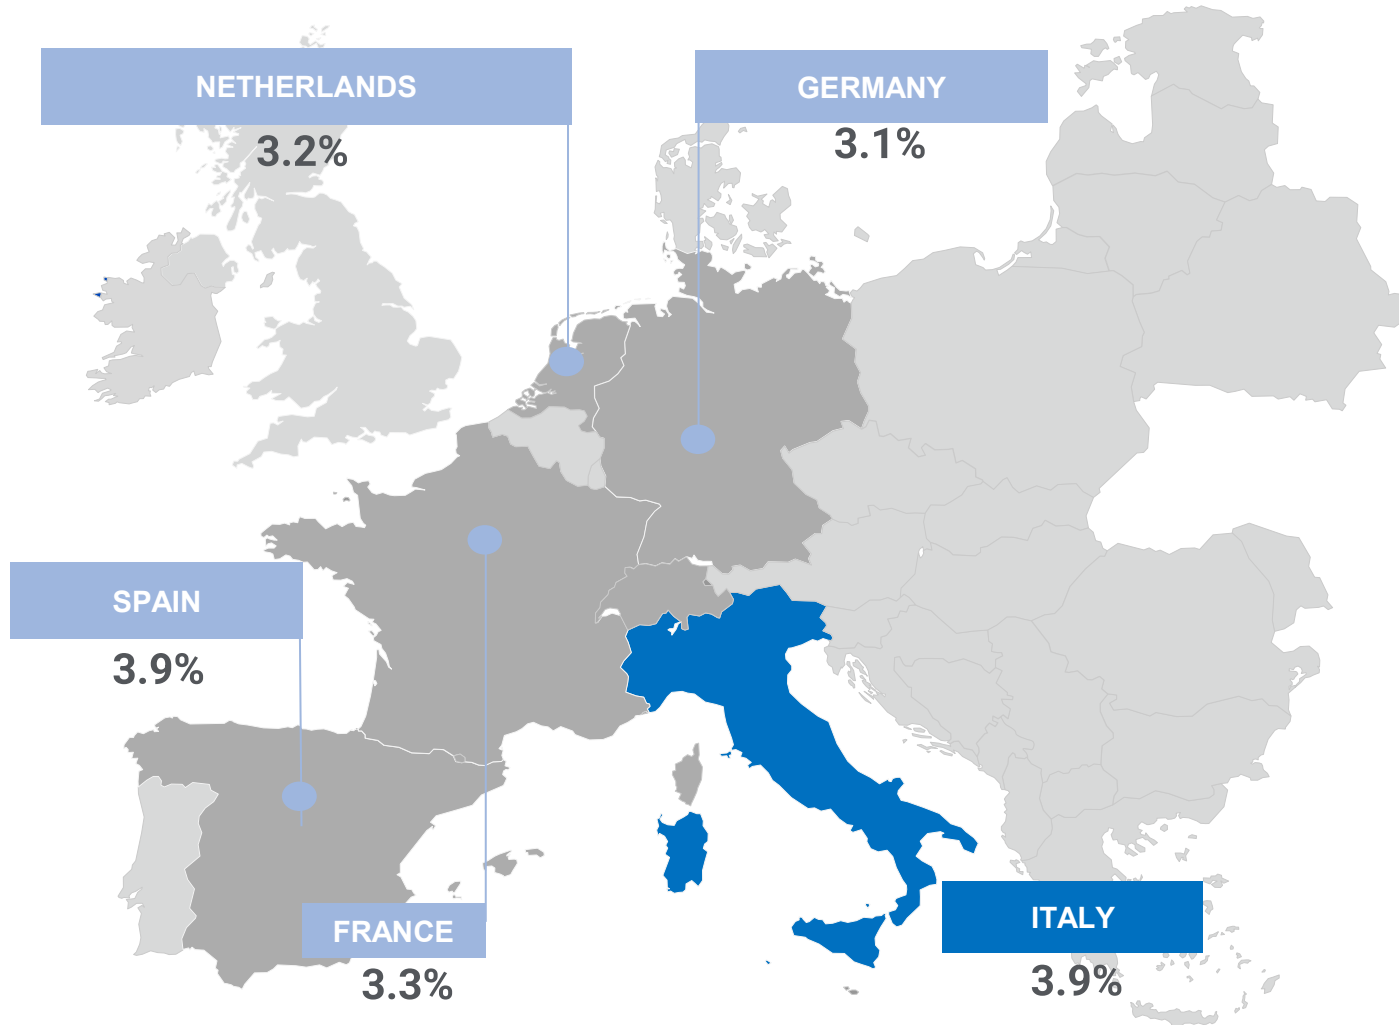 NETHERLANDS
3.2%
GERMANY
3.1%
SPAIN
3.9%
FRANCE
3.3%
ITALY
3.9%